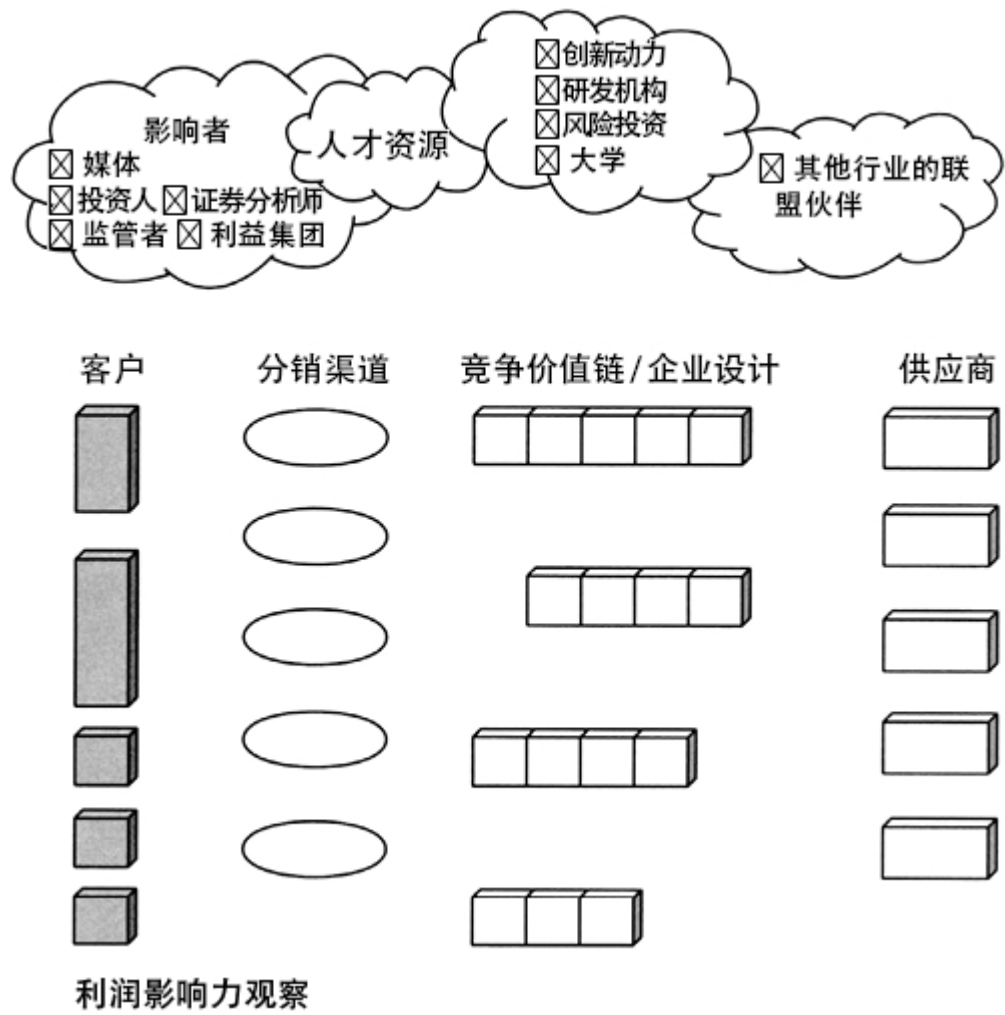 影响者
☒ 媒体
☒投资人 ☒证券分析师
☒ 监管者 ☒ 利益集团
人才资源
☒创新动力
☒研发机构
☒风险投资
☒ 大学
☒ 其他行业的联
盟伙伴
客户 分销渠道 竞争价值链/企业设计 供应商
利润影响力观察